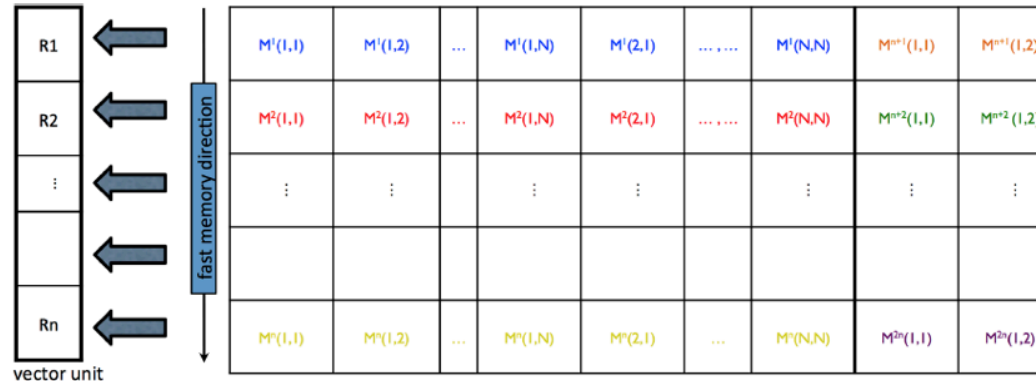 R1
R2
⋮
Rn
vector unit
fast memory direction
M¹(1,1) M¹(1,2) ... M¹(1,N) M¹(2,1) ... , ... M¹(N,N) Mⁿ⁺¹(1,1) Mⁿ⁺¹(1,2)
M²(1,1) M²(1,2) ... M²(1,N) M²(2,1) ... , ... M²(N,N) Mⁿ⁺²(1,1) Mⁿ⁺² (1,2)
⋮ ⋮ ⋮ ⋮ ⋮ ⋮ ⋮
Mⁿ(1,1) Mⁿ(1,2) ... Mⁿ(1,N) Mⁿ(2,1) ... Mⁿ(N,N) M²ⁿ(1,1) M²ⁿ(1,2)